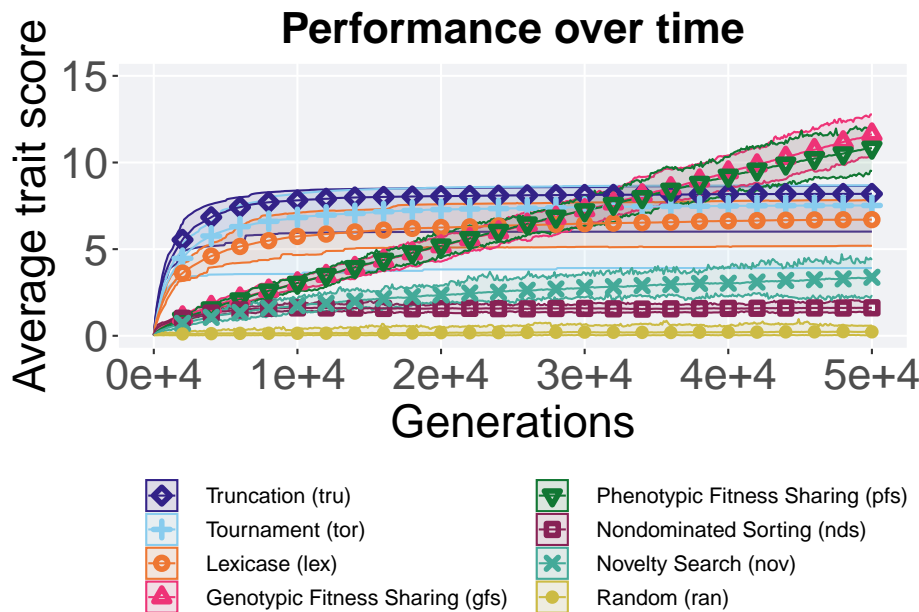 Performance over time
Average trait score
15
10
5
0
0e+4 1e+4 2e+4 3e+4 4e+4 5e+4
Generations
Truncation (tru)
Tournament (tor)
Lexicase (lex)
Genotypic Fitness Sharing (gfs)
Phenotypic Fitness Sharing (pfs)
Nondominated Sorting (nds)
Novelty Search (nov)
Random (ran)